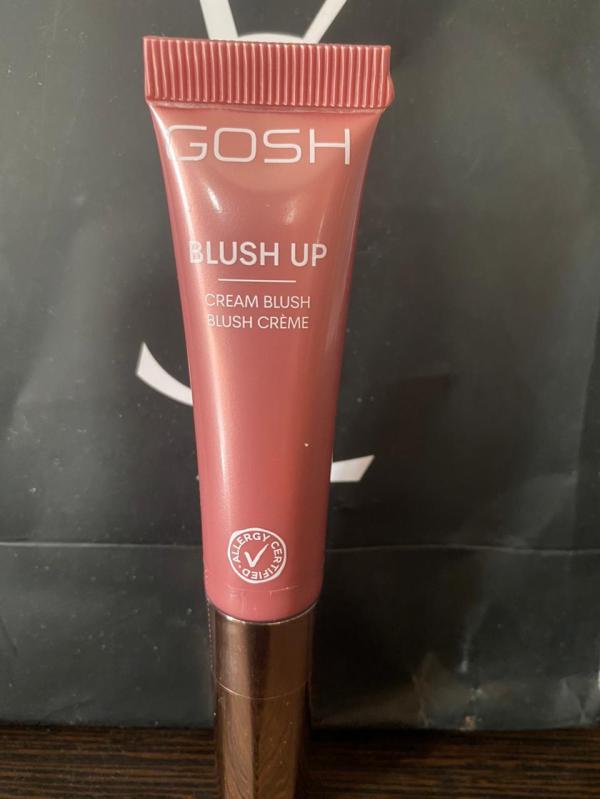 GOSH
BLUSH UP
CREAM BLUSH
BLUSH CRÈME
ALLERGY CERTIFIED